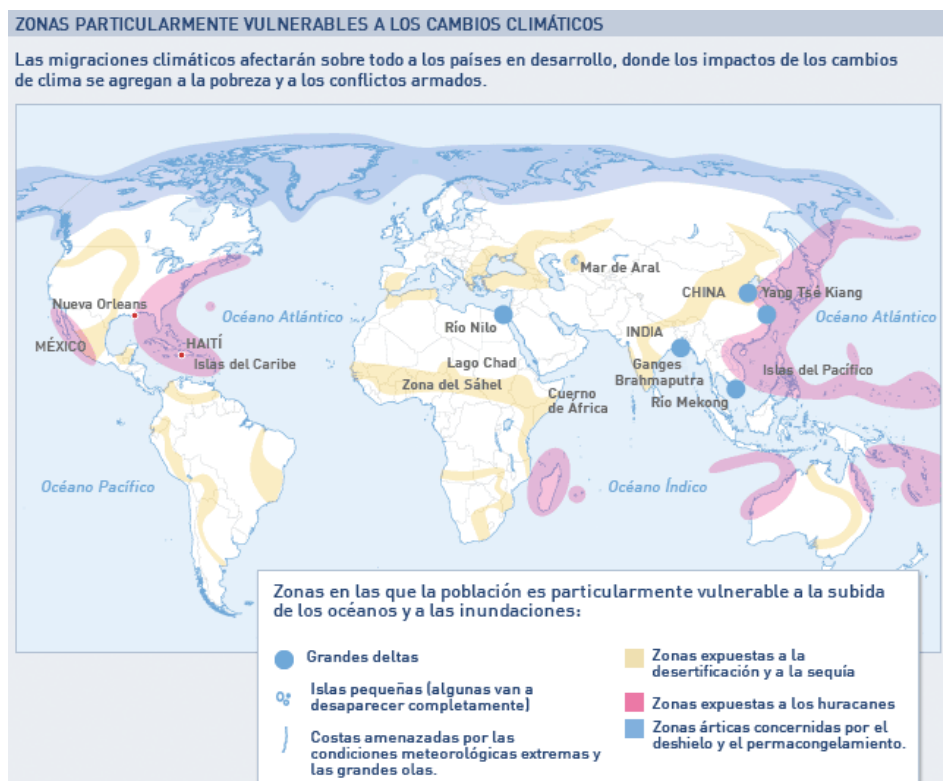 ZONAS PARTICULARMENTE VULNERABLES A LOS CAMBIOS CLIMÁTICOS
Las migraciones climáticos afectarán sobre todo a los países en desarrollo, donde los impactos de los cambios
de clima se agregan a la pobreza y a los conflictos armados.
Mar de Aral
CHINA
Yang Tsé Kiang
Nueva Orleans
Océano Atlántico
Río Nilo
Océano Atlántico
MÉXICO
HAITÍ
INDIA
Islas del Caribe
Lago Chad
Ganges
Brahmaputra
Islas del Pacífico
Zona del Sáhel
Cuerno
de África
Río Mekong
Océano Pacífico
Océano Índico
Zonas en las que la población es particularmente vulnerable a la subida
de los océanos y a las inundaciones:
Grandes deltas
Islas pequeñas (algunas van a
desaparecer completamente)
Costas amenazadas por las
condiciones meteorológicas extremas y
las grandes olas.
Zonas expuestas a la
desertificación y a la sequía
Zonas expuestas a los huracanes
Zonas árticas concernidas por el
deshielo y el permacongelamiento.